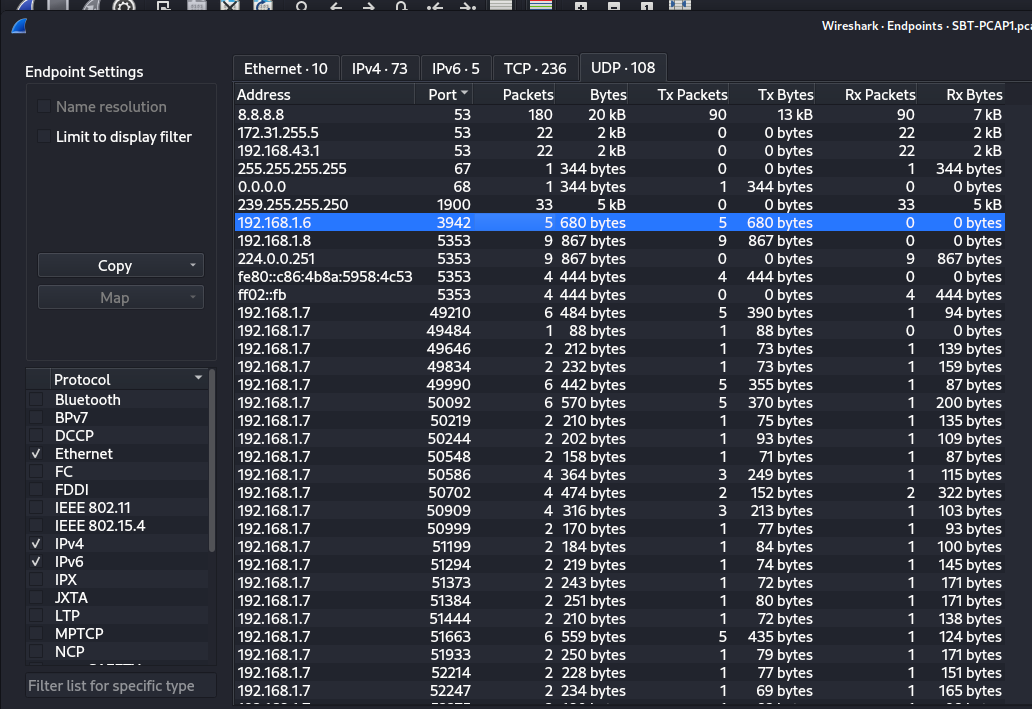 Wireshark · Endpoints · SBT-PCAP1.pca
Endpoint Settings
Name resolution
Limit to display filter
Copy
Map
Protocol
Bluetooth
BPv7
DCCP
Ethernet
FC
FDDI
IEEE 802.11
IEEE 802.15.4
IPv4
IPv6
IPX
JXTA
LTP
MPTCP
NCP
Filter list for specific type
Ethernet · 10 IPv4 · 73 IPv6 · 5 TCP · 236 UDP · 108
Address Port Packets Bytes Tx Packets Tx Bytes Rx Packets Rx Bytes
8.8.8.8 53 180 20 kB 90 13 kB 90 7 kB
172.31.255.5 53 22 2 kB 0 0 bytes 22 2 kB
192.168.43.1 53 22 2 kB 0 0 bytes 22 2 kB
255.255.255.255 67 1 344 bytes 0 0 bytes 1 344 bytes
0.0.0.0 68 1 344 bytes 1 344 bytes 0 0 bytes
239.255.255.250 1900 33 5 kB 0 0 bytes 33 5 kB
192.168.1.6 3942 5 680 bytes 5 680 bytes 0 0 bytes
192.168.1.8 5353 9 867 bytes 9 867 bytes 0 0 bytes
224.0.0.251 5353 9 867 bytes 0 0 bytes 9 867 bytes
fe80::c86:4b8a:5958:4c53 5353 4 444 bytes 4 444 bytes 0 0 bytes
ff02::fb 5353 4 444 bytes 0 0 bytes 4 444 bytes
192.168.1.7 49210 6 484 bytes 5 390 bytes 1 94 bytes
192.168.1.7 49484 1 88 bytes 1 88 bytes 0 0 bytes
192.168.1.7 49646 2 212 bytes 1 73 bytes 1 139 bytes
192.168.1.7 49834 2 232 bytes 1 73 bytes 1 159 bytes
192.168.1.7 49990 6 442 bytes 5 355 bytes 1 87 bytes
192.168.1.7 50092 6 570 bytes 5 370 bytes 1 200 bytes
192.168.1.7 50219 2 210 bytes 1 75 bytes 1 135 bytes
192.168.1.7 50244 2 202 bytes 1 93 bytes 1 109 bytes
192.168.1.7 50548 2 158 bytes 1 71 bytes 1 87 bytes
192.168.1.7 50586 4 364 bytes 3 249 bytes 1 115 bytes
192.168.1.7 50702 4 474 bytes 2 152 bytes 2 322 bytes
192.168.1.7 50909 4 316 bytes 3 213 bytes 1 103 bytes
192.168.1.7 50999 2 170 bytes 1 77 bytes 1 93 bytes
192.168.1.7 51199 2 184 bytes 1 84 bytes 1 100 bytes
192.168.1.7 51294 2 219 bytes 1 74 bytes 1 145 bytes
192.168.1.7 51373 2 243 bytes 1 72 bytes 1 171 bytes
192.168.1.7 51384 2 251 bytes 1 80 bytes 1 171 bytes
192.168.1.7 51444 2 210 bytes 1 72 bytes 1 138 bytes
192.168.1.7 51663 6 559 bytes 5 435 bytes 1 124 bytes
192.168.1.7 51933 2 250 bytes 1 79 bytes 1 171 bytes
192.168.1.7 52214 2 228 bytes 1 77 bytes 1 151 bytes
192.168.1.7 52247 2 234 bytes 1 69 bytes 1 165 bytes